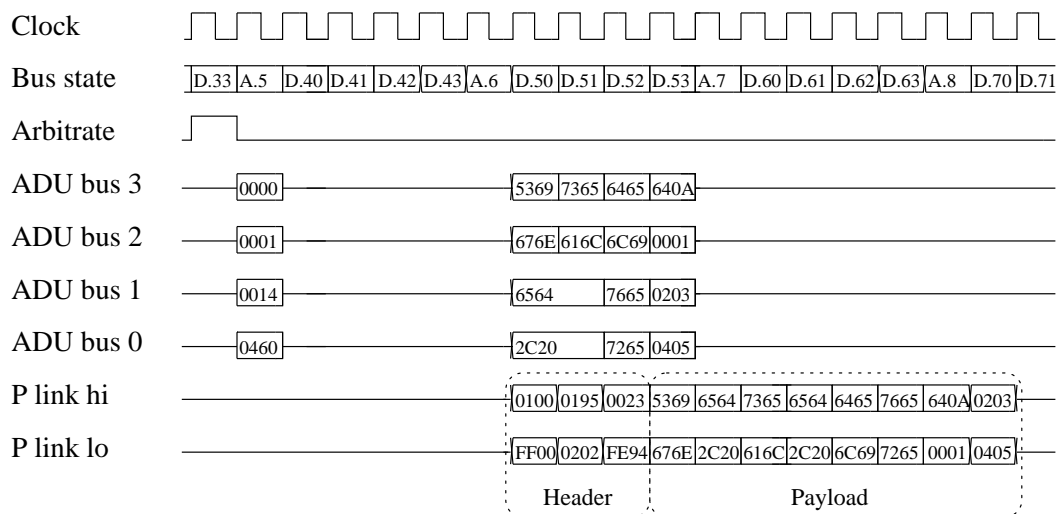 Clock
Bus state D.33 A.5 D.40 D.41 D.42 D.43 A.6 D.50 D.51 D.52 D.53 A.7 D.60 D.61 D.62 D.63 A.8 D.70 D.71
Arbitrate
ADU bus 3 0000 5369 7365 6465 640A
ADU bus 2 0001 676E 616C 6C69 0001
ADU bus 1 0014 6564 7665 0203
ADU bus 0 0460 2C20 7265 0405
P link hi 0100 0195 0023 5369 6564 7365 6564 6465 7665 640A 0203
P link lo FF00 0202 FE94 676E 2C20 616C 2C20 6C69 7265 0001 0405
Header Payload